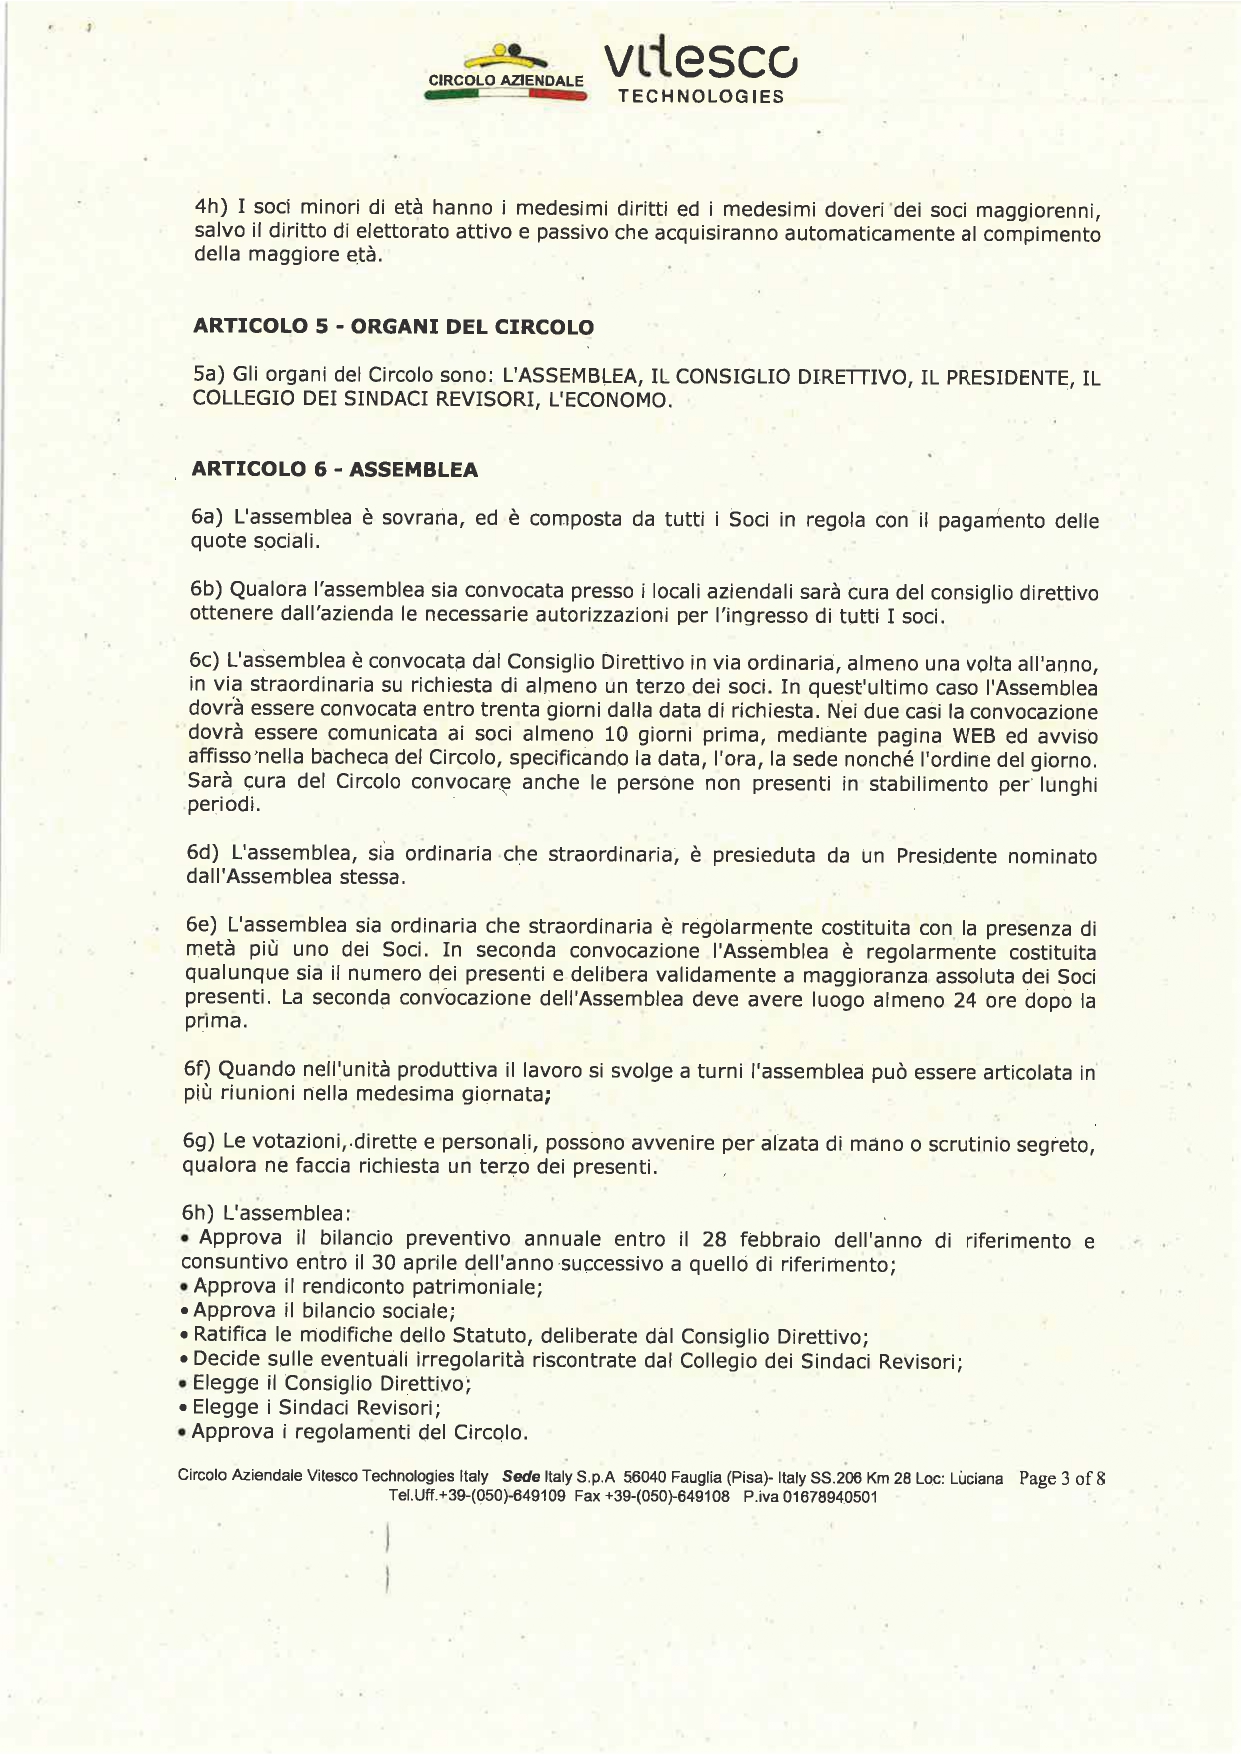 CIRCOLO AZIENDALE
vitesco
TECHNOLOGIES
4h) I soci minori di età hanno i medesimi diritti ed i medesimi doveri dei soci maggiorenni,
salvo il diritto di elettorato attivo e passivo che acquisiranno automaticamente al compimento
della maggiore età.
ARTICOLO 5 - ORGANI DEL CIRCOLO
5a) Gli organi del Circolo sono: L'ASSEMBLEA, IL CONSIGLIO DIRETTIVO, IL PRESIDENTE, IL
COLLEGIO DEI SINDACI REVISORI, L'ECONOMO.
ARTICOLO 6 - ASSEMBLEA
6a) L'assemblea è sovrana, ed è composta da tutti i Soci in regola con il pagamento delle
quote sociali.
6b) Qualora l'assemblea sia convocata presso i locali aziendali sarà cura del consiglio direttivo
ottenere dall'azienda le necessarie autorizzazioni per l'ingresso di tutti I soci.
6c) L'assemblea è convocata dal Consiglio Direttivo in via ordinaria, almeno una volta all'anno,
in via straordinaria su richiesta di almeno un terzo dei soci. In quest'ultimo caso l'Assemblea
dovrà essere convocata entro trenta giorni dalla data di richiesta. Nei due casi la convocazione
dovrà essere comunicata ai soci almeno 10 giorni prima, mediante pagina WEB ed avviso
affisso nella bacheca del Circolo, specificando la data, l'ora, la sede nonché l'ordine del giorno.
Sarà cura del Circolo convocare anche le persone non presenti in stabilimento per lunghi
periodi.
6d) L'assemblea, sia ordinaria che straordinaria, è presieduta da un Presidente nominato
dall'Assemblea stessa.
6e) L'assemblea sia ordinaria che straordinaria è regolarmente costituita con la presenza di
metà più uno dei Soci. In seconda convocazione l'Assemblea è regolarmente costituita
qualunque sia il numero dei presenti e delibera validamente a maggioranza assoluta dei Soci
presenti. La seconda convocazione dell'Assemblea deve avere luogo almeno 24 ore dopo la
prima.
6f) Quando nell'unità produttiva il lavoro si svolge a turni l'assemblea può essere articolata in
più riunioni nella medesima giornata;
6g) Le votazioni, dirette e personali, possono avvenire per alzata di mano o scrutinio segreto,
qualora ne faccia richiesta un terzo dei presenti.
6h) L'assemblea:
• Approva il bilancio preventivo annuale entro il 28 febbraio dell'anno di riferimento e
consuntivo entro il 30 aprile dell'anno successivo a quello di riferimento;
• Approva il rendiconto patrimoniale;
• Approva il bilancio sociale;
• Ratifica le modifiche dello Statuto, deliberate dal Consiglio Direttivo;
• Decide sulle eventuali irregolarità riscontrate dal Collegio dei Sindaci Revisori;
• Elegge il Consiglio Direttivo;
• Elegge i Sindaci Revisori;
• Approva i regolamenti del Circolo.
Circolo Aziendale Vitesco Technologies Italy Sede Italy S.p.A 56040 Fauglia (Pisa)- Italy SS.206 Km 28 Loc: Luciana Page 3 of 8
Tel.Uff.+39-(050)-649109 Fax +39-(050)-649108 P.iva 01678940501